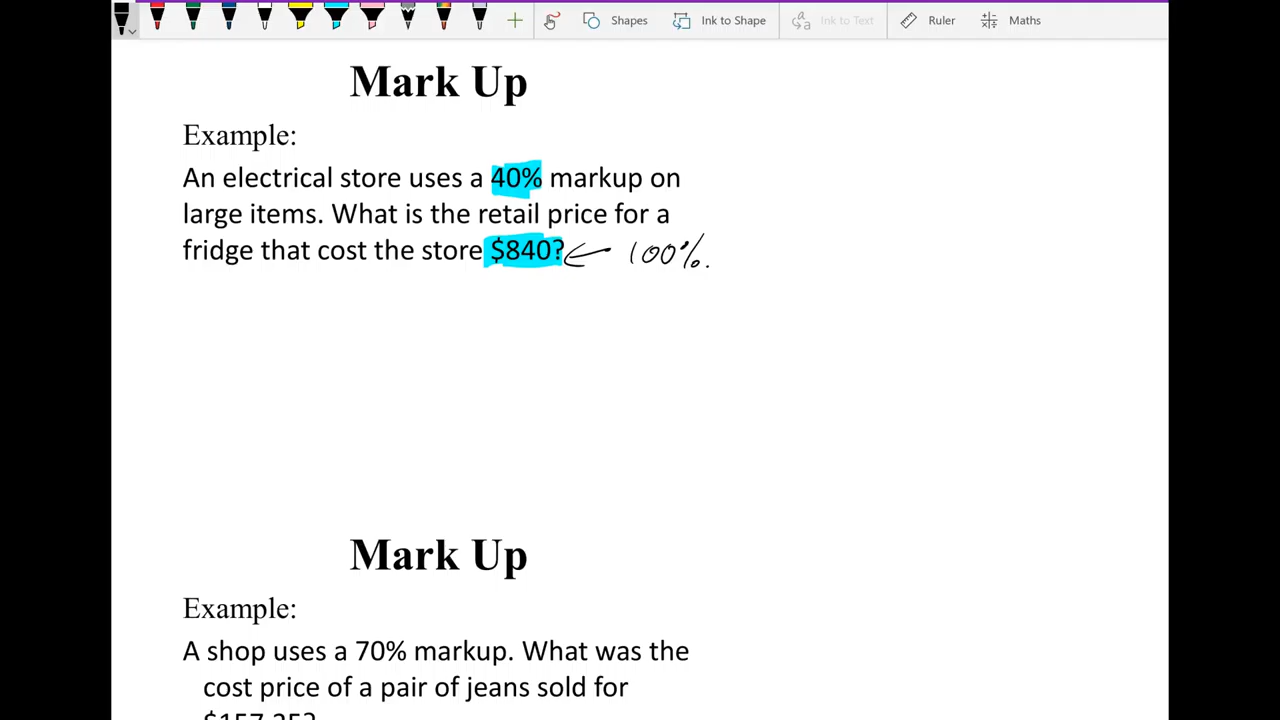 Shapes Ink to Shape Ink to Text Ruler Maths
Mark Up
Example:
An electrical store uses a 40% markup on
large items. What is the retail price for a
fridge that cost the store $840? ← 100%.
Mark Up
Example:
A shop uses a 70% markup. What was the
cost price of a pair of jeans sold for
$157.25?